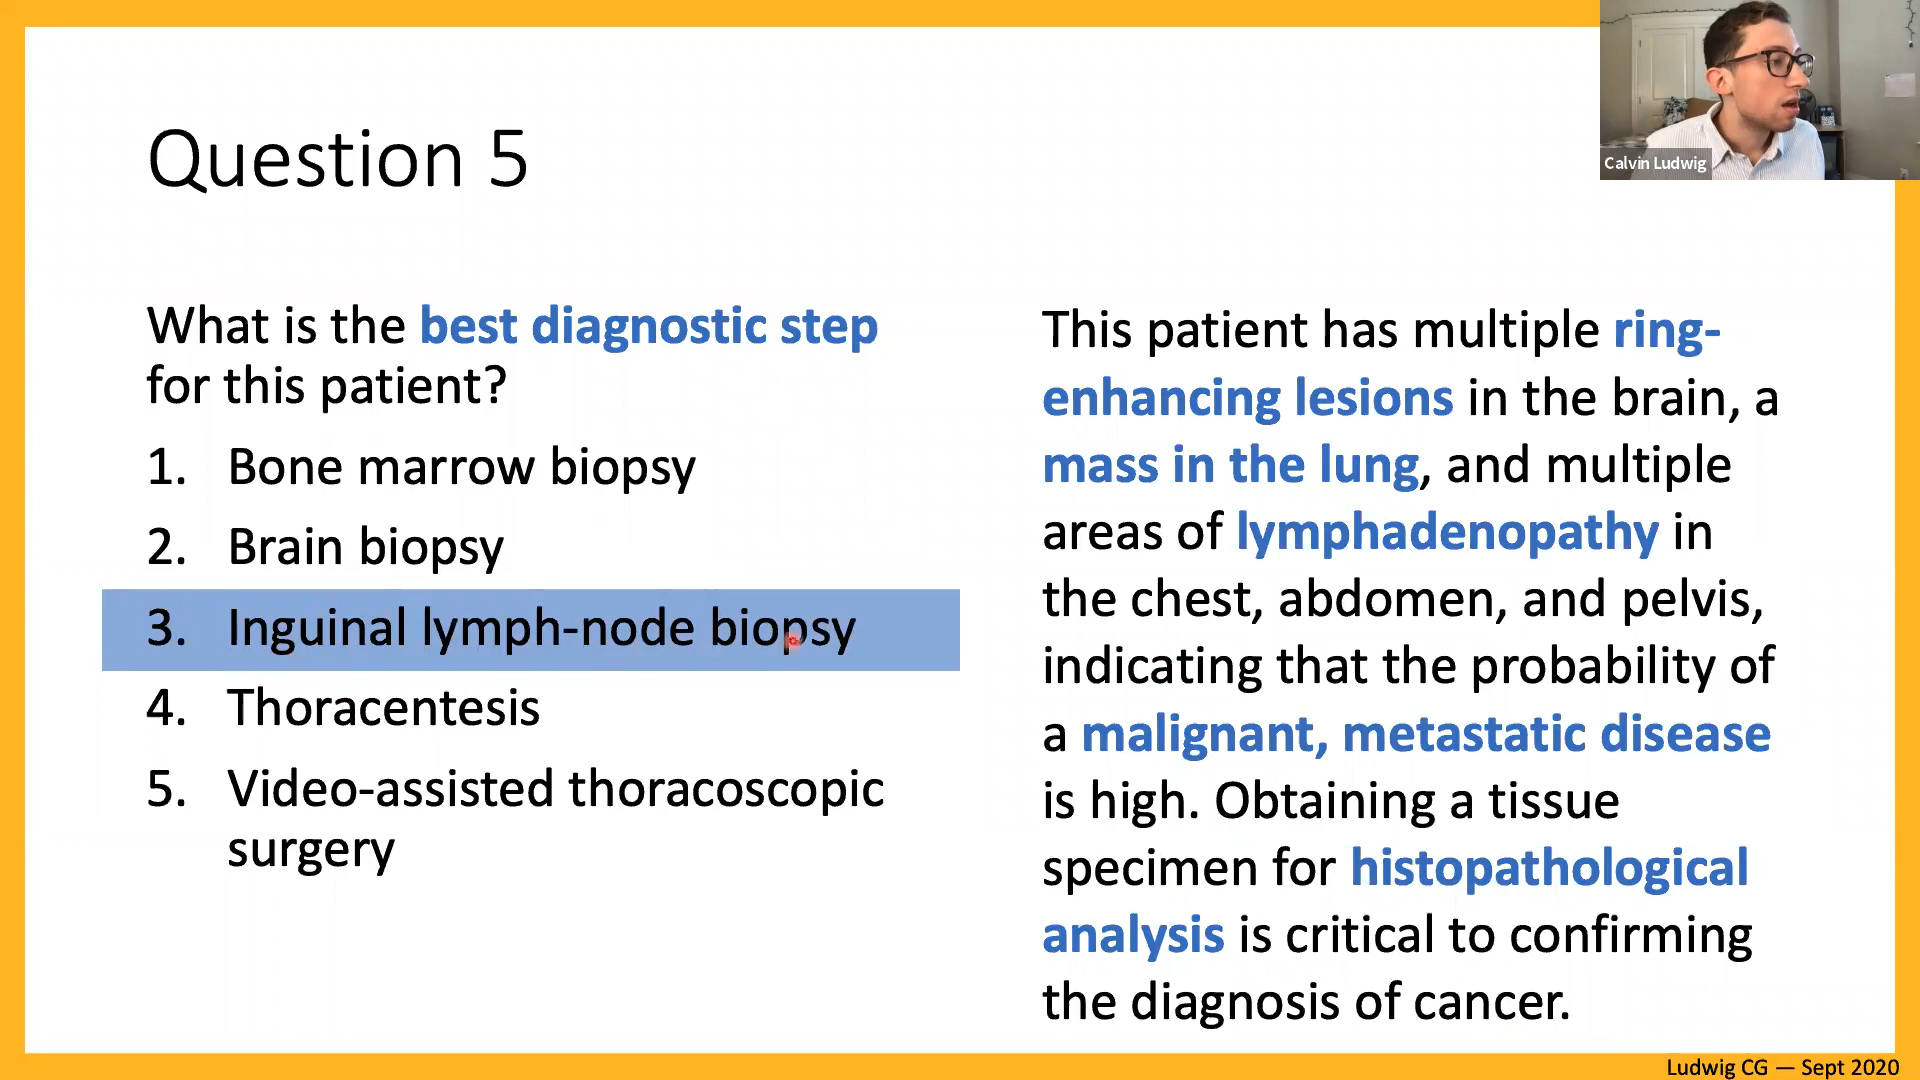 Question 5
What is the best diagnostic step
for this patient?
1. Bone marrow biopsy
2. Brain biopsy
3. Inguinal lymph-node biopsy
4. Thoracentesis
5. Video-assisted thoracoscopic
surgery
This patient has multiple ring-
enhancing lesions in the brain, a
mass in the lung, and multiple
areas of lymphadenopathy in
the chest, abdomen, and pelvis,
indicating that the probability of
a malignant, metastatic disease
is high. Obtaining a tissue
specimen for histopathological
analysis is critical to confirming
the diagnosis of cancer.
Calvin Ludwig
Ludwig CG — Sept 2020